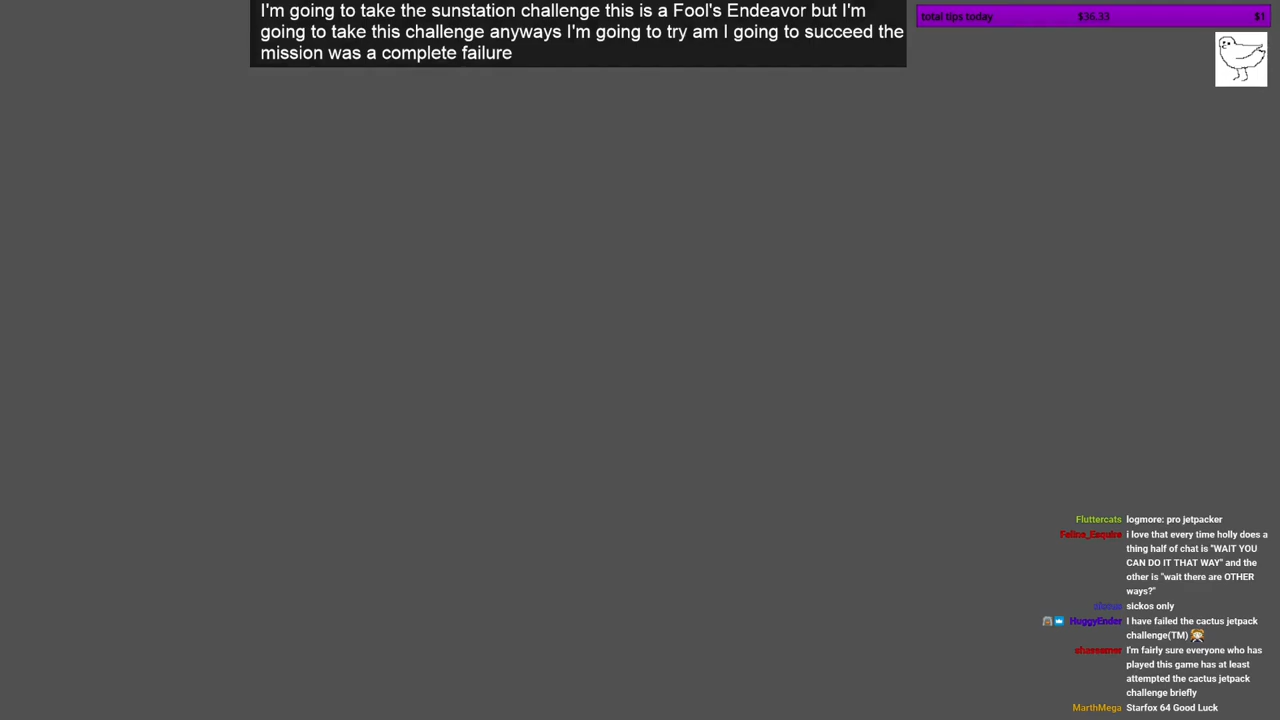 I'm going to take the sunstation challenge this is a Fool's Endeavor but I'm
going to take this challenge anyways I'm going to try am I going to succeed the
mission was a complete failure
total tips today $36.33 $1
Fluttercats logmore: pro jetpacker
Feline_Esquire i love that every time holly does a
thing half of chat is "WAIT YOU
CAN DO IT THAT WAY" and the
other is "wait there are OTHER
ways?"
sickos only
HuggyEnder I have failed the cactus jetpack
challenge(TM)
I'm fairly sure everyone who has
played this game has at least
attempted the cactus jetpack
challenge briefly
MarthMega Starfox 64 Good Luck